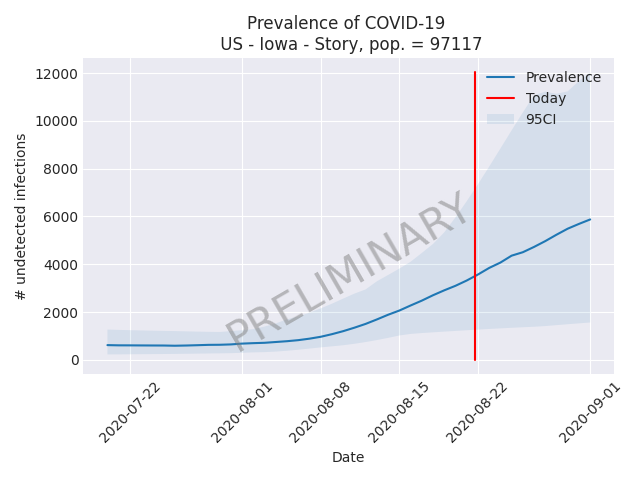 Prevalence of COVID-19
US - Iowa - Story, pop. = 97117
12000
10000
8000
6000
4000
2000
0
# undetected infections
Prevalence
Today
95CI
PRELIMINARY
2020-07-22
2020-08-01
2020-08-08
2020-08-15
2020-08-22
2020-09-01
Date